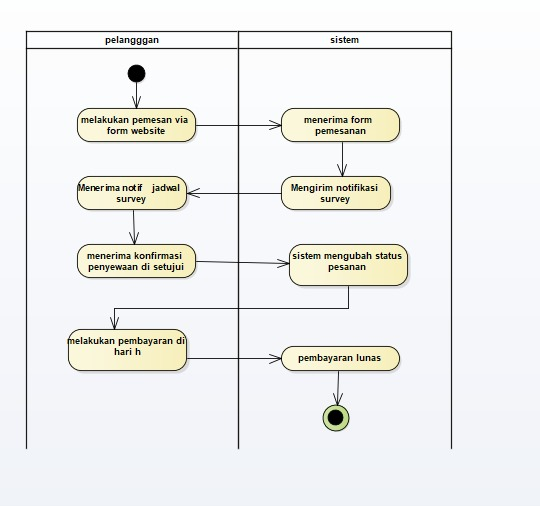 pelangggan
sistem
melakukan pemesan via
form website
menerima form
pemesanan
Menerima notif jadwal
survey
Mengirim notifikasi
survey
menerima konfirmasi
penyewaan di setujui
sistem mengubah status
pesanan
melakukan pembayaran di
hari h
pembayaran lunas